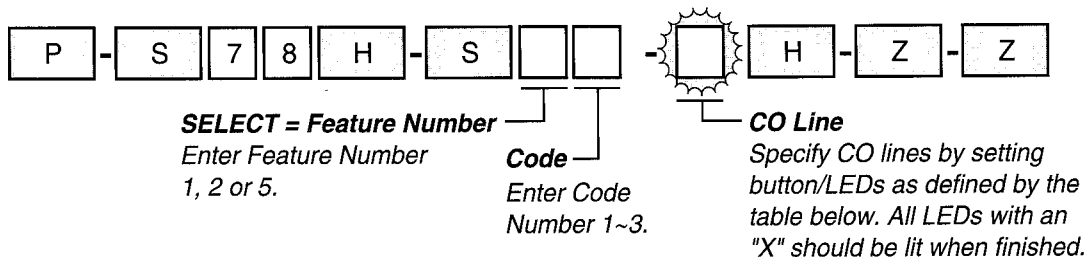 P - S 7 8 H - S - H - Z - Z
SELECT = Feature Number
Enter Feature Number
1, 2 or 5.
Code
Enter Code
Number 1~3.
CO Line
Specify CO lines by setting
button/LEDs as defined by the
table below. All LEDs with an
"X" should be lit when finished.